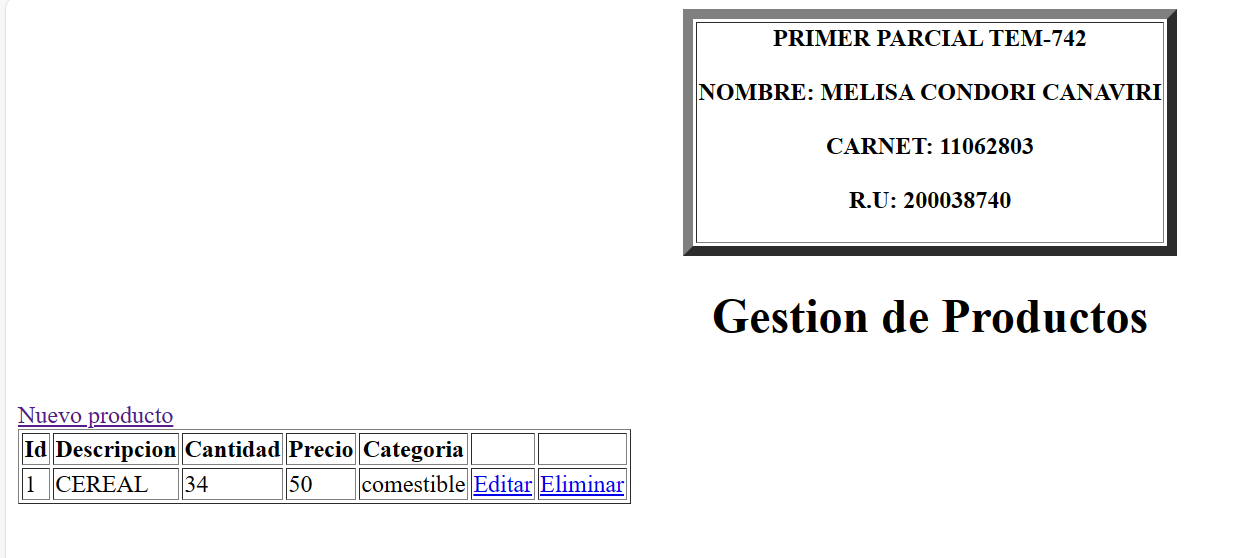 PRIMER PARCIAL TEM-742
NOMBRE: MELISA CONDORI CANAVIRI
CARNET: 11062803
R.U: 200038740
Gestion de Productos
Nuevo producto
Id Descripcion Cantidad Precio Categoria
1 CEREAL 34 50 comestible Editar Eliminar